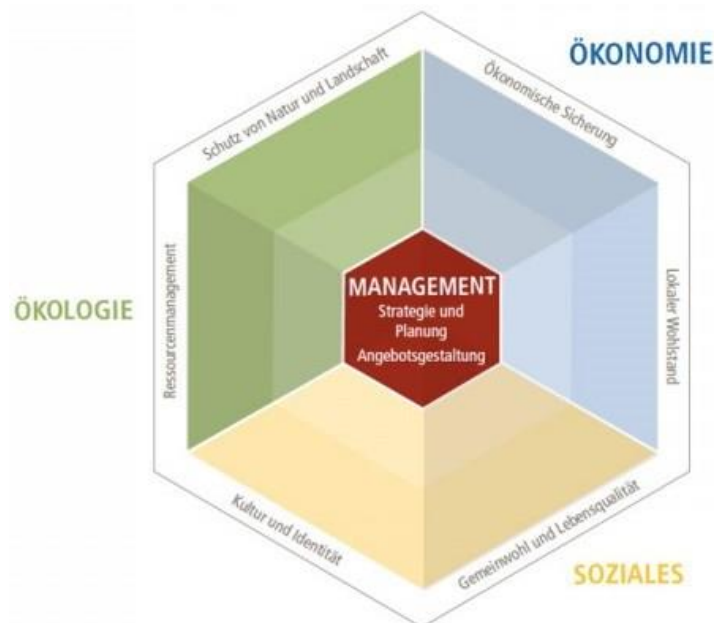 ÖKONOMIE
Schutz von Natur und Landschaft
Ökonomische Sicherung
ÖKOLOGIE
Ressourcenmanagement
MANAGEMENT
Strategie und
Planung
Angebotsgestaltung
Lokaler Wohlstand
Kultur und Identität
Gemeinwohl und Lebensqualität
SOZIALES